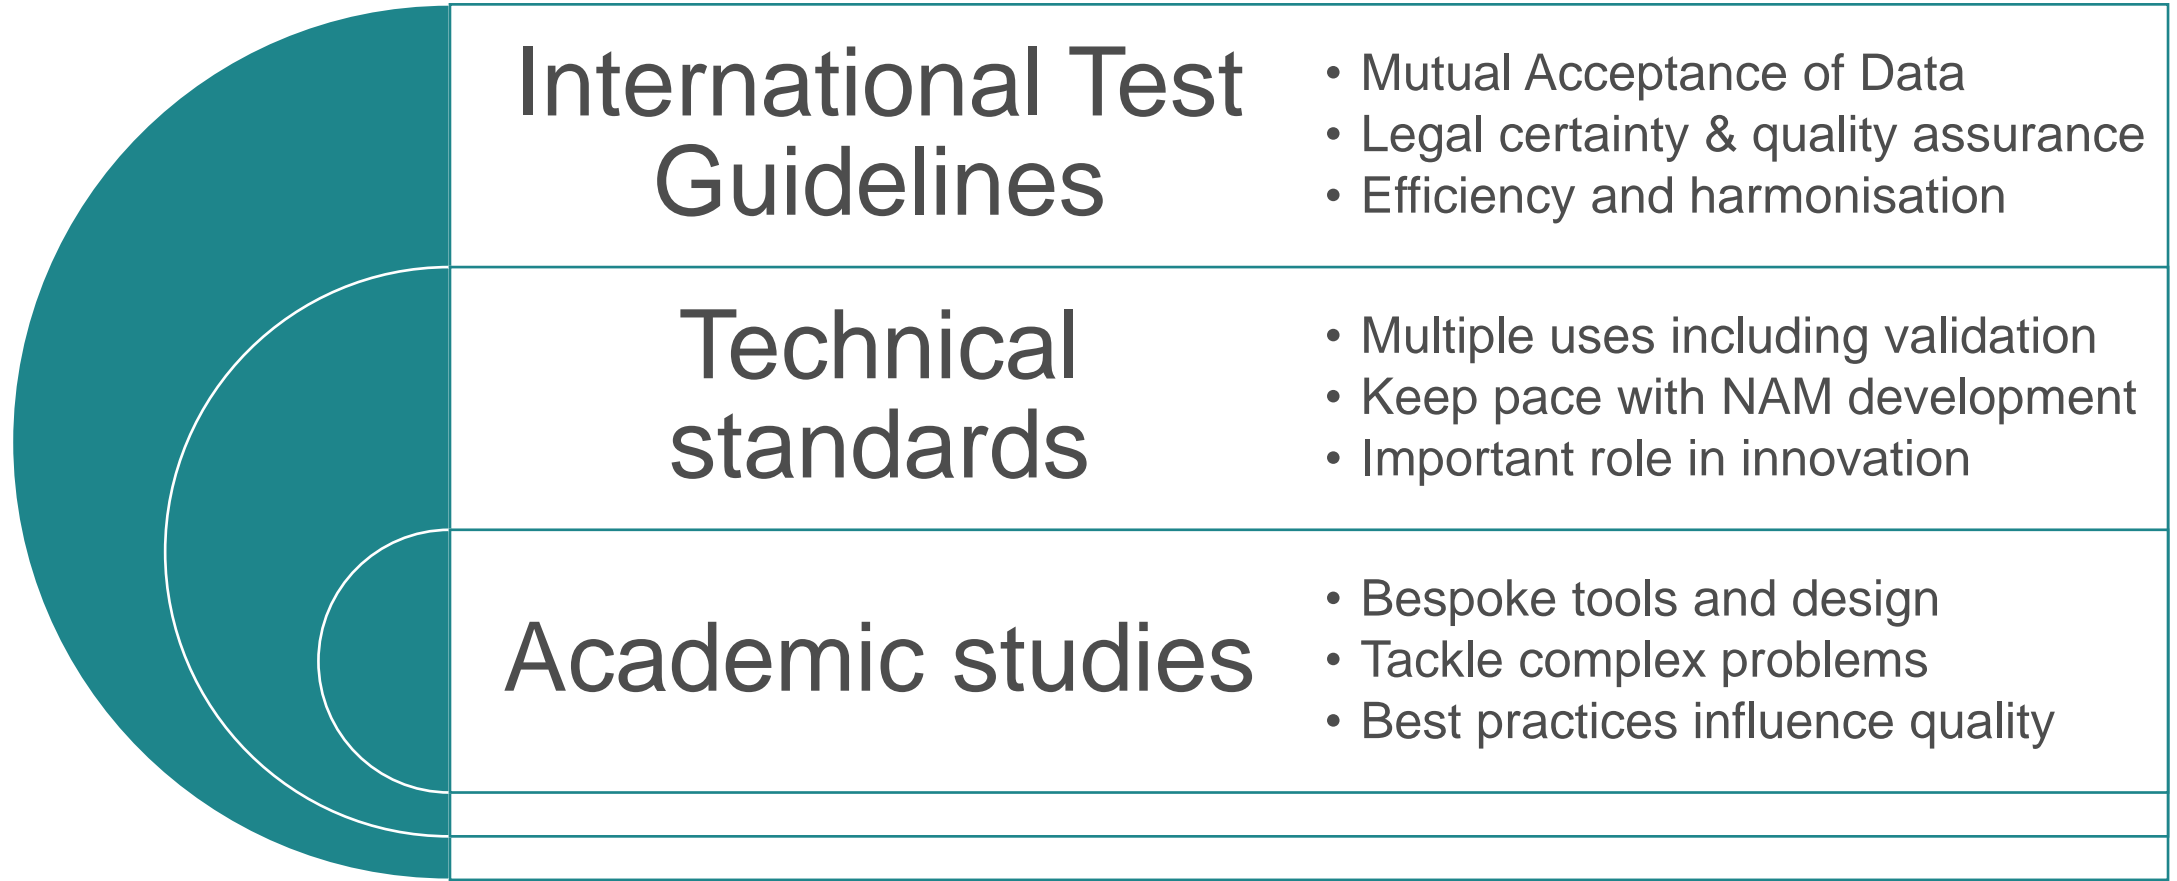 International Test
Guidelines
• Mutual Acceptance of Data
• Legal certainty & quality assurance
• Efficiency and harmonisation
Technical
standards
• Multiple uses including validation
• Keep pace with NAM development
• Important role in innovation
Academic studies
• Bespoke tools and design
• Tackle complex problems
• Best practices influence quality